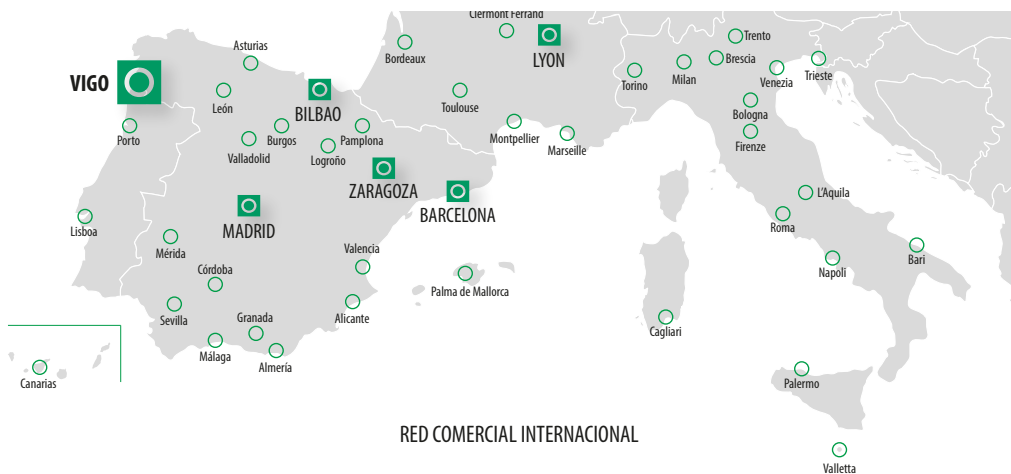 Clermont Ferrand
Trento
Asturias
Bordeaux
LYON
Brescia
VIGO
Torino
Milan
Venezia
Trieste
León
BILBAO
Toulouse
Bologna
Porto
Burgos
Pamplona
Montpellier
Marseille
Firenze
Valladolid
Logroño
ZARAGOZA
L'Aquila
BARCELONA
Lisboa
MADRID
Roma
Mérida
Valencia
Napoli
Bari
Córdoba
Palma de Mallorca
Sevilla
Granada
Alicante
Cagliari
Málaga
Almería
Canarias
Palermo
RED COMERCIAL INTERNACIONAL
Valletta